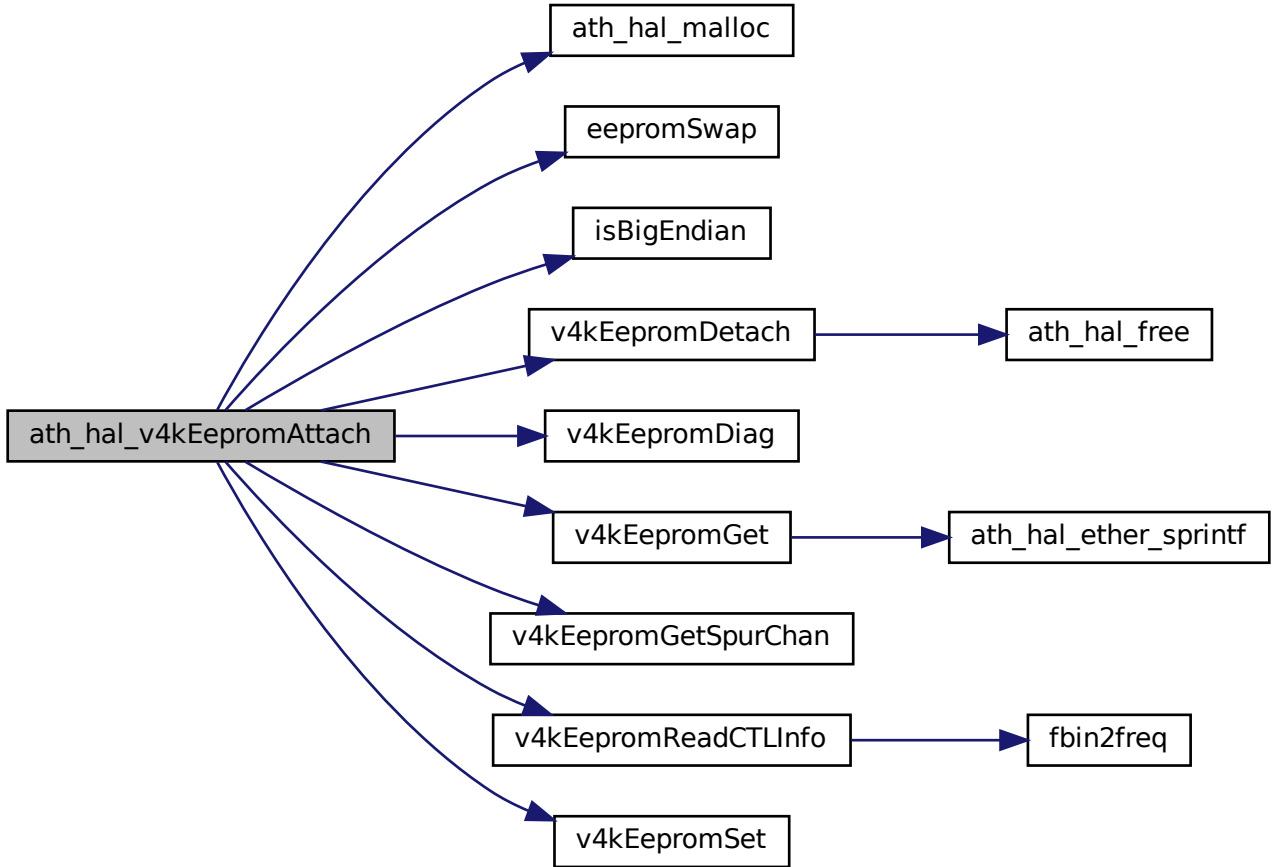 ath_hal_malloc
eepromSwap
isBigEndian
v4kEepromDetach
ath_hal_free
ath_hal_v4kEepromAttach
v4kEepromDiag
v4kEepromGet
ath_hal_ether_sprintf
v4kEepromGetSpurChan
v4kEepromReadCTLInfo
fbin2freq
v4kEepromSet